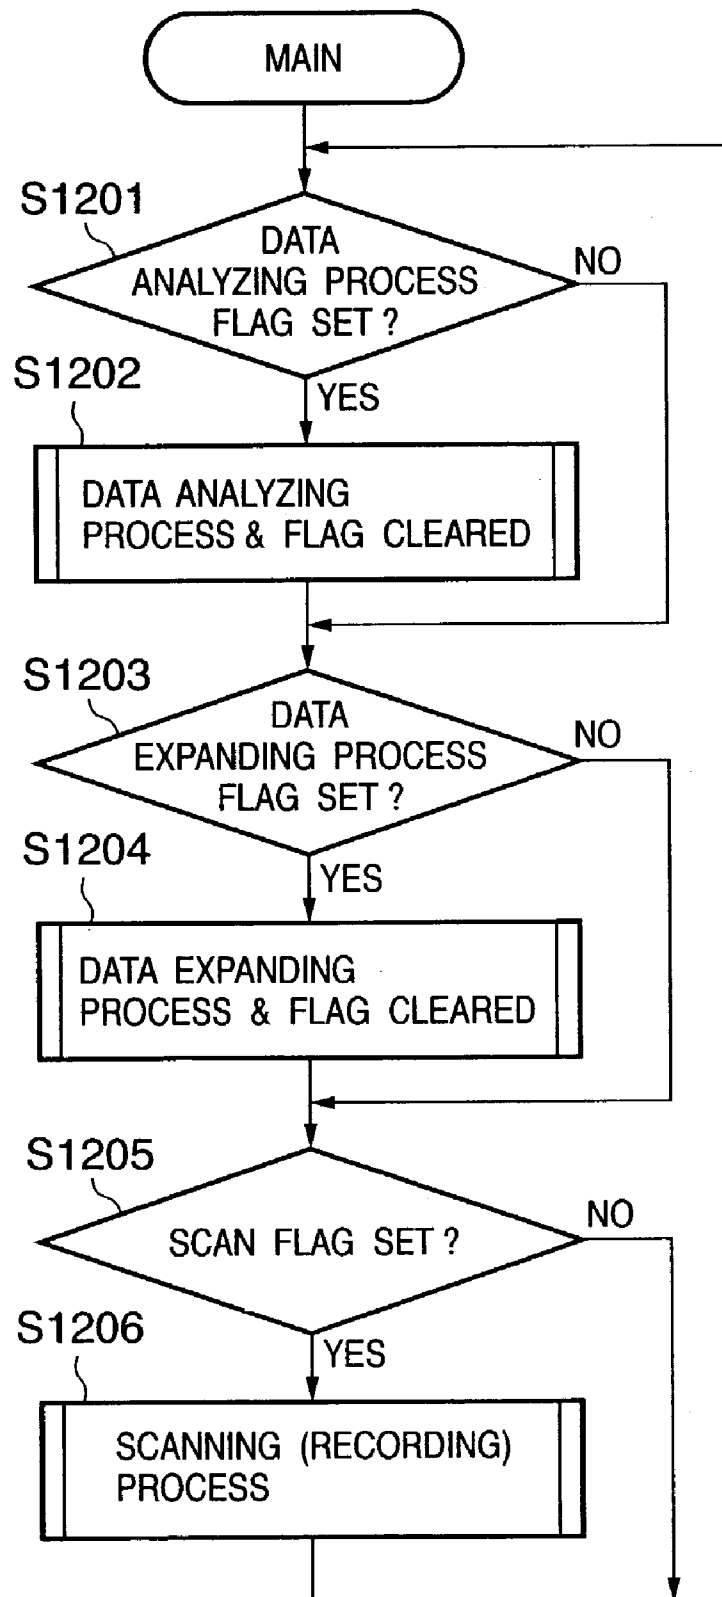 MAIN
S1201
DATA
ANALYZING PROCESS
FLAG SET ?
NO
YES
S1202
DATA ANALYZING
PROCESS & FLAG CLEARED
S1203
DATA
EXPANDING PROCESS
FLAG SET ?
NO
YES
S1204
DATA EXPANDING
PROCESS & FLAG CLEARED
S1205
SCAN FLAG SET ?
NO
YES
S1206
SCANNING (RECORDING)
PROCESS